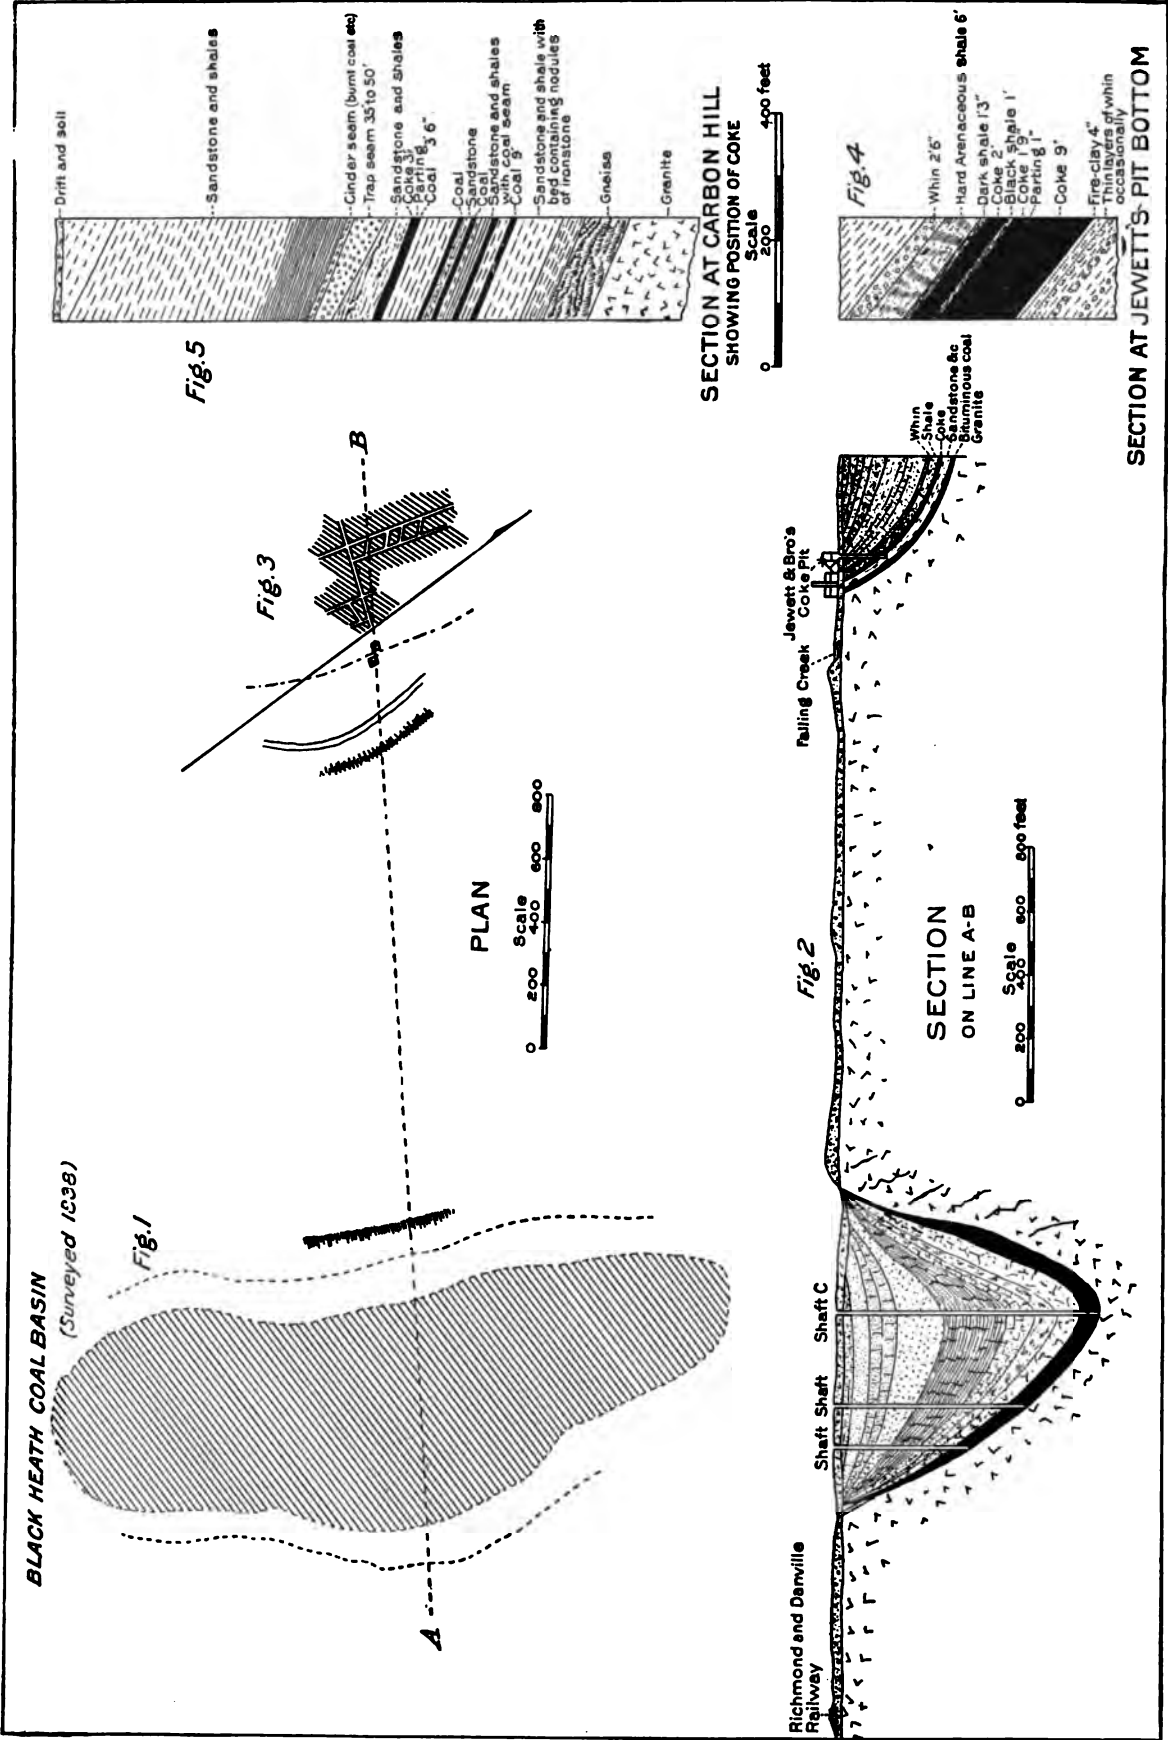 BLACK HEATH COAL BASIN
(Surveyed 1838)
Fig.1
A
B
PLAN
Scale
0 200 400 600 800
Fig.3
Fig.5
Drift and soil
Sandstone and shales
Cinder seam (burnt coal etc)
Trap seam 35'to 50'
Sandstone and shales
Coke 3'
Parting
Coal 3'6"
Coal
Sandstone
Coal
Sandstone and shales
with coal seam
Coal 9'
Sandstone and shale with
bed containing nodules
of ironstone
Gneiss
Granite
SECTION AT CARBON HILL
SHOWING POSITION OF COKE
Scale
0 200 400 feet
Richmond and Danville
Railway
Shaft
Shaft
Shaft C
Fig.2
SECTION
ON LINE A-B
Scale
0 200 400 600 800 feet
Falling Creek
Jewett & Bro's
Coke Pit
Whin
Shale
Coke
Sandstone &c
Bituminous coal
Granite
Fig.4
Whin 2'6"
Hard Arenaceous shale 6'
Dark shale 1'3"
Coke 2'
Black shale 1'
Coke 1'9"
Parting 1"
Coke 9'
Fire-clay 4"
Thin layers of whin
occasionally
SECTION AT JEWETTS PIT BOTTOM